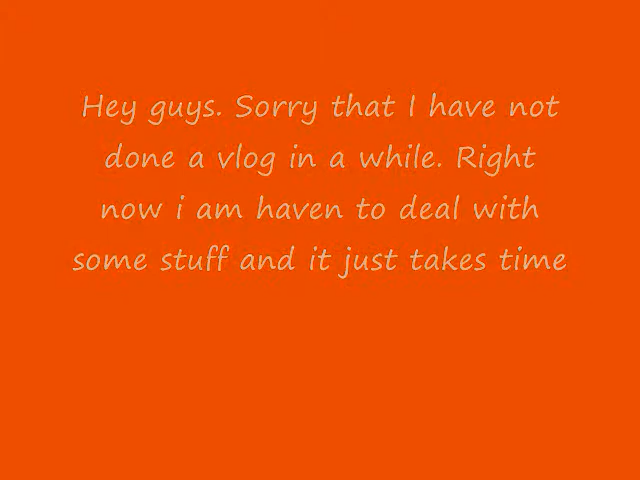 Hey guys. Sorry that I have not
done a vlog in a while. Right
now i am haven to deal with
some stuff and it just takes time